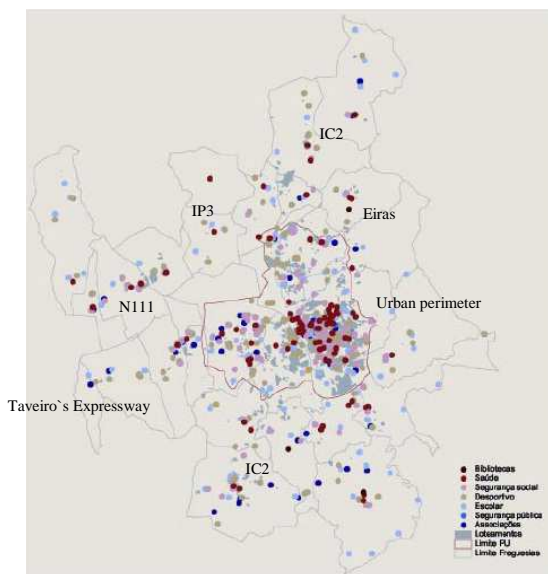 IC2
IP3
Eiras
N111
Urban perimeter
Taveiro`s Expressway
IC2
Bibliotecas
Saúde
Segurança social
Desportivo
Escolar
Segurança pública
Associações
Loteamentos
Limite PU
Limite Freguesias